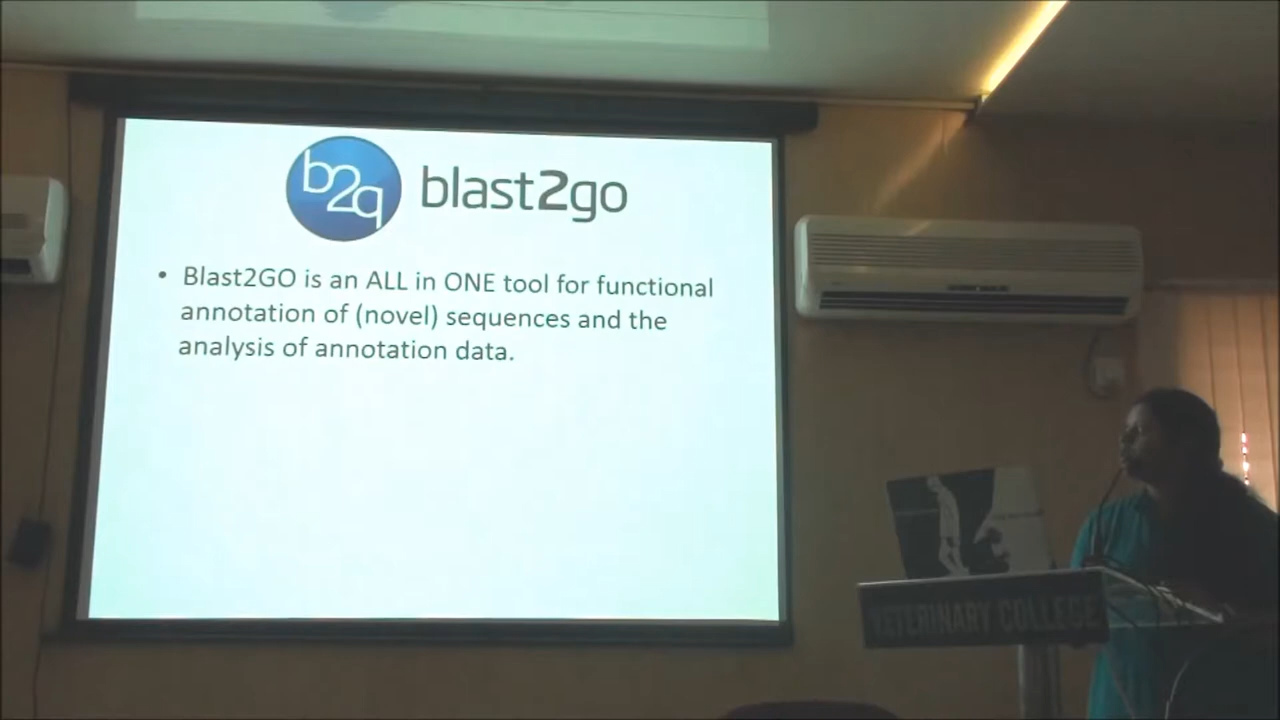 b2g
blast2go
• Blast2GO is an ALL in ONE tool for functional
annotation of (novel) sequences and the
analysis of annotation data.
VETERINARY COLLEGE